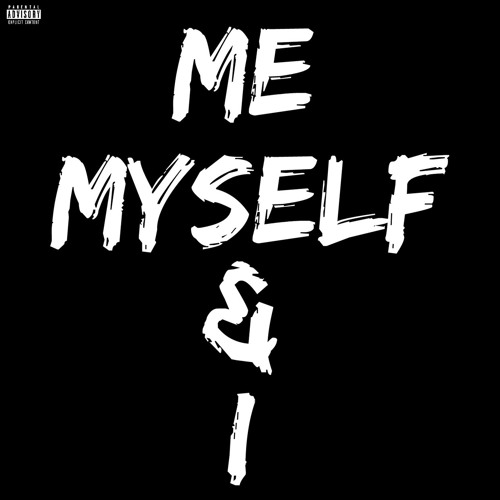 PARENTAL
ADVISORY
EXPLICIT CONTENT
ME
MYSELF
&
I